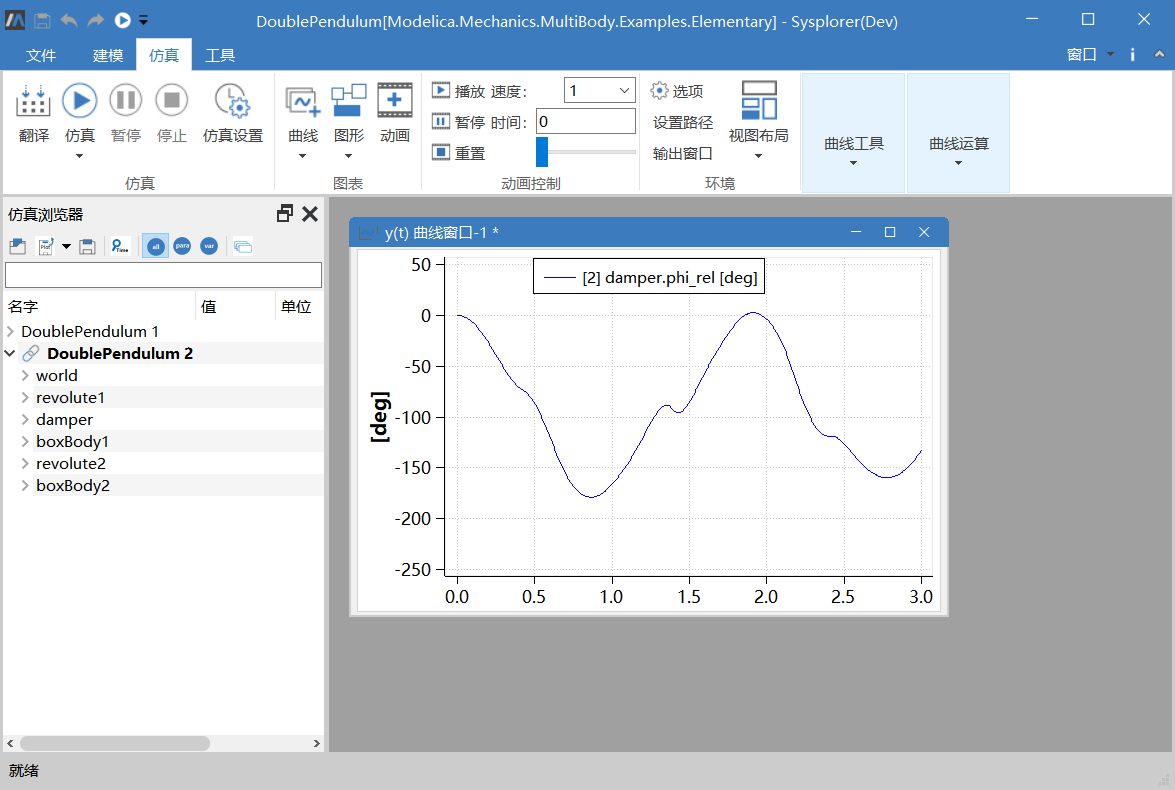 DoublePendulum[Modelica.Mechanics.MultiBody.Examples.Elementary] - Sysplorer(Dev)
文件 建模 仿真 工具 窗口
翻译 仿真 暂停 停止 仿真设置
仿真
曲线 图形 动画
图表
播放 速度: 1
暂停 时间: 0
重置
动画控制
选项
设置路径
输出窗口
视图布局
环境
曲线工具
曲线运算
仿真浏览器
Plot Time all para var
名字 值 单位
DoublePendulum 1
DoublePendulum 2
world
revolute1
damper
boxBody1
revolute2
boxBody2
y(t) 曲线窗口-1 *
[2] damper.phi_rel [deg]
[deg]
50
0
-50
-100
-150
-200
-250
0.0 0.5 1.0 1.5 2.0 2.5 3.0
就绪